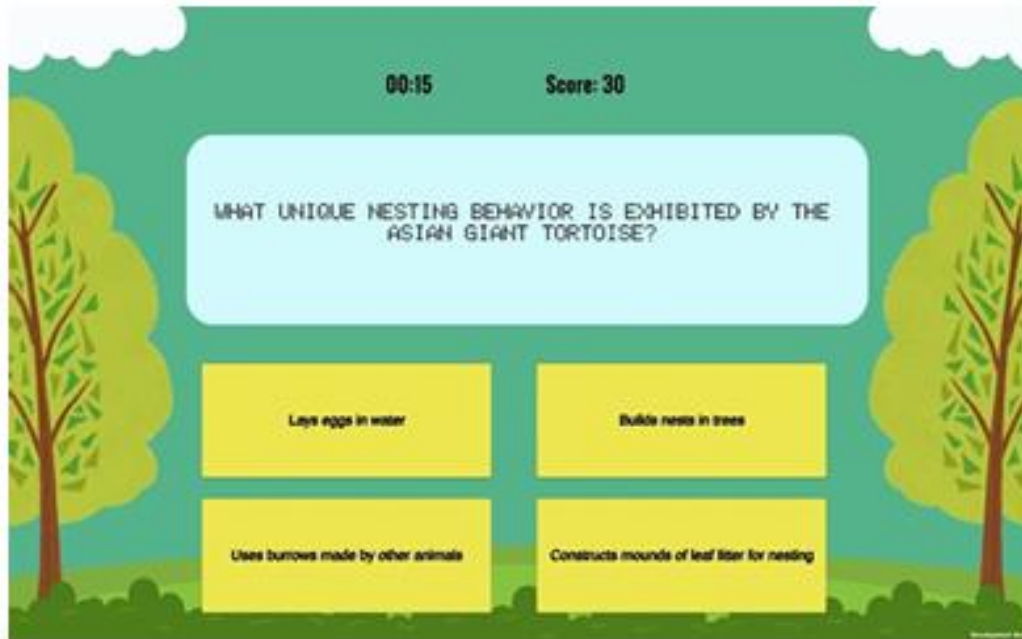 00:15 Score: 30
WHAT UNIQUE NESTING BEHAVIOR IS EXHIBITED BY THE
ASIAN GIANT TORTOISE?
Lays eggs in water
Builds nests in trees
Uses burrows made by other animals
Constructs mounds of leaf litter for nesting